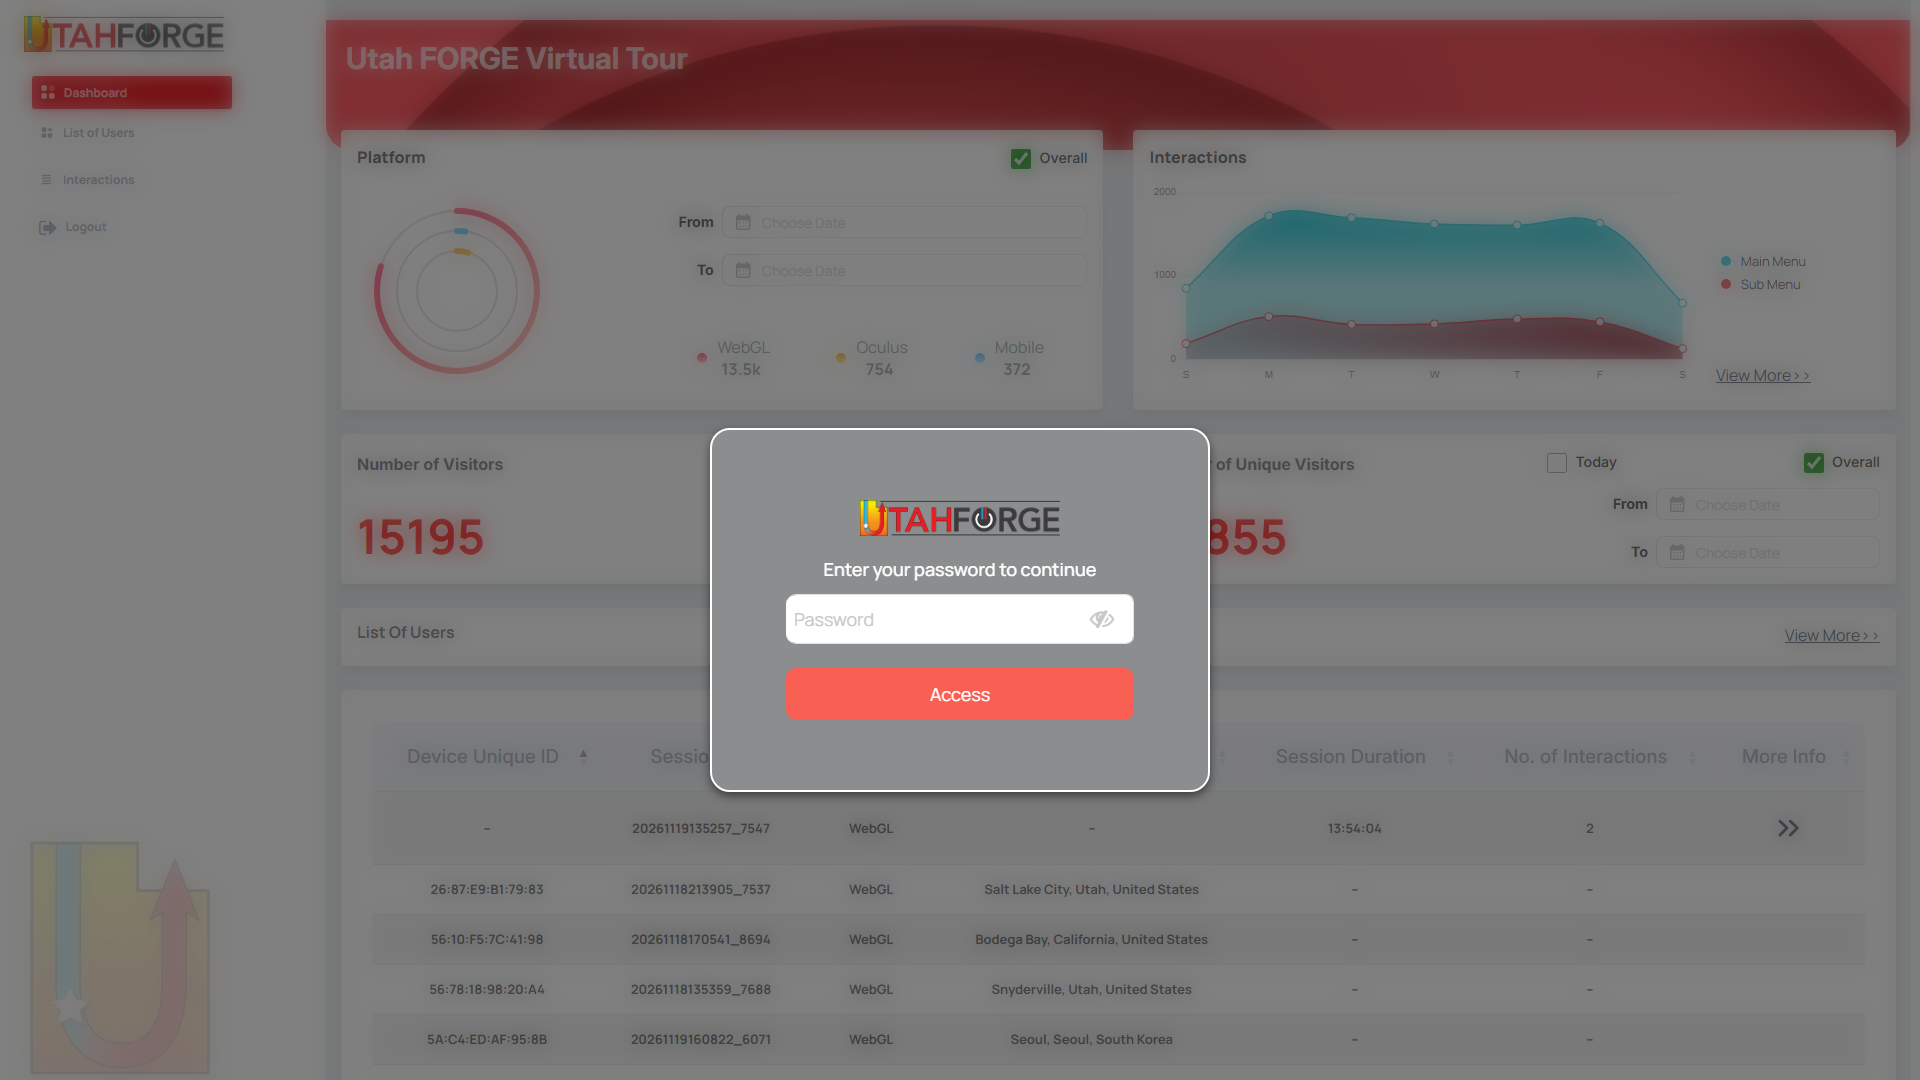 UTAHFORGE
Dashboard
List of Users
Interactions
Logout
Utah FORGE Virtual Tour
Platform
Overall
From
Choose Date
To
Choose Date
WebGL
13.5k
Oculus
754
Mobile
372
Interactions
2000
1000
0
S M T W T F S
Main Menu
Sub Menu
View More>>
Number of Visitors
15195
of Unique Visitors
855
Today
Overall
From
Choose Date
To
Choose Date
UTAHFORGE
Enter your password to continue
Password
Access
List Of Users
View More>>
Device Unique ID Sessio Session Duration No. of Interactions More Info
- 20261119135257_7547 WebGL - 13:54:04 2
26:87:E9:B1:79:83 20261118213905_7537 WebGL Salt Lake City, Utah, United States - -
56:10:F5:7C:41:98 20261118170541_8694 WebGL Bodega Bay, California, United States - -
56:78:18:98:20:A4 20261118135359_7688 WebGL Snyderville, Utah, United States - -
5A:C4:ED:AF:95:8B 20261119160822_6071 WebGL Seoul, Seoul, South Korea - -